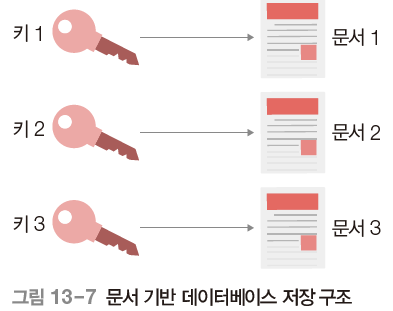 키 1
문서 1
키 2
문서 2
키 3
문서 3
그림 13-7 문서 기반 데이터베이스 저장 구조